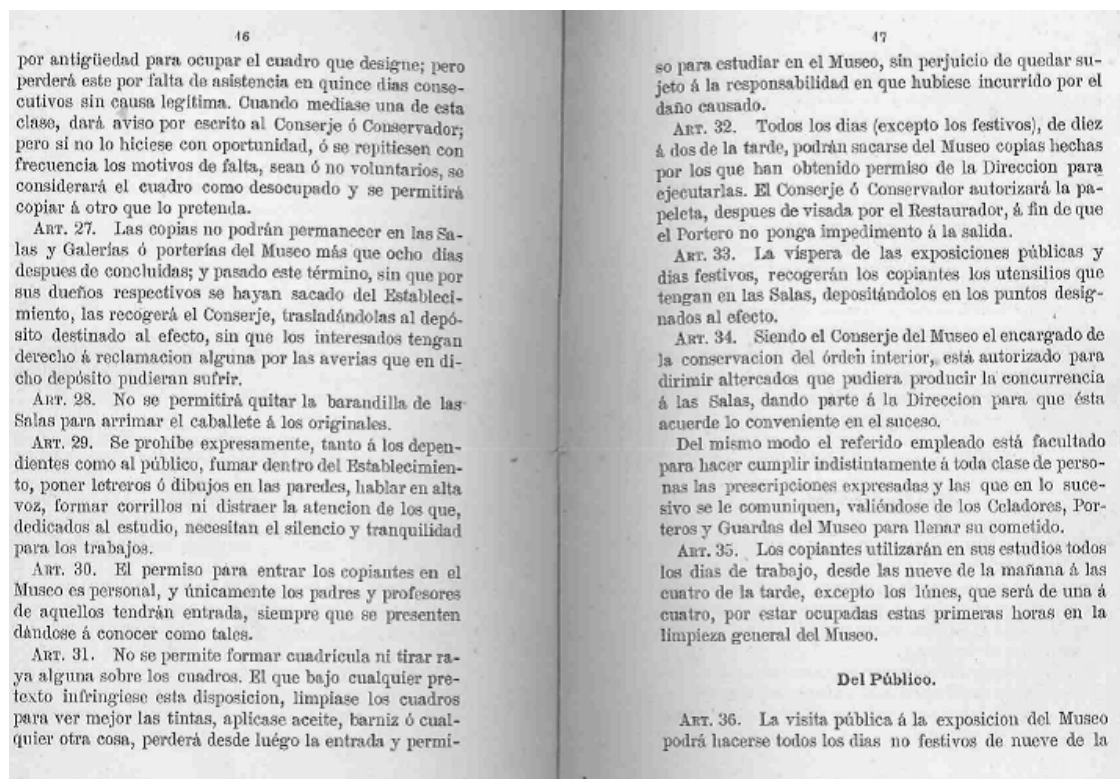 16
por antigüedad para ocupar el cuadro que designe; pero
perderá este por falta de asistencia en quince dias conse-
cutivos sin causa legítima. Cuando mediase una de esta
clase, dará aviso por escrito al Conserje ó Conservador;
pero si no lo hiciese con oportunidad, ó se repitiesen con
frecuencia los motivos de falta, sean ó no voluntarios, se
considerará el cuadro como desocupado y se permitirá
copiar á otro que lo pretenda.
ART. 27. Las copias no podrán permanecer en las Sa-
las y Galerías ó porterías del Museo más que ocho dias
despues de concluidas; y pasado este término, sin que por
sus dueños respectivos se hayan sacado del Estableci-
miento, las recogerá el Conserje, trasladándolas al depó-
sito destinado al efecto, sin que los interesados tengan
derecho á reclamacion alguna por las averias que en di-
cho depósito pudieran sufrir.
ART. 28. No se permitirá quitar la barandilla de las
Salas para arrimar el caballete á los originales.
ART. 29. Se prohibe expresamente, tanto á los depen-
dientes como al público, fumar dentro del Establecimien-
to, poner letreros ó dibujos en las paredes, hablar en alta
voz, formar corrillos ni distraer la atencion de los que,
dedicados al estudio, necesitan el silencio y tranquilidad
para los trabajos.
ART. 30. El permiso para entrar los copiantes en el
Museo es personal, y únicamente los padres y profesores
de aquellos tendrán entrada, siempre que se presenten
dándose á conocer como tales.
ART. 31. No se permite formar cuadrícula ni tirar ra-
ya alguna sobre los cuadros. El que bajo cualquier pre-
texto infringiese esta disposicion, limpiase los cuadros
para ver mejor las tintas, aplicase aceite, barniz ó cual-
quier otra cosa, perderá desde luégo la entrada y permi-
17
so para estudiar en el Museo, sin perjuicio de quedar su-
jeto á la responsabilidad en que hubiese incurrido por el
daño causado.
ART. 32. Todos los dias (excepto los festivos), de diez
á dos de la tarde, podrán sacarse del Museo copias hechas
por los que han obtenido permiso de la Direccion para
ejecutarlas. El Conserje ó Conservador autorizará la pa-
peleta, despues de visada por el Restaurador, á fin de que
el Portero no ponga impedimento á la salida.
ART. 33. La víspera de las exposiciones públicas y
dias festivos, recogerán los copiantes los utensilios que
tengan en las Salas, depositándolos en los puntos desig-
nados al efecto.
ART. 34. Siendo el Conserje del Museo el encargado de
la conservacion del órden interior, está autorizado para
dirimir altercados que pudiera producir la concurrencia
á las Salas, dando parte á la Direccion para que ésta
acuerde lo conveniente en el suceso.
Del mismo modo el referido empleado está facultado
para hacer cumplir indistintamente á toda clase de perso-
nas las prescripciones expresadas y las que en lo suce-
sivo se le comuniquen, valiéndose de los Celadores, Por-
teros y Guardas del Museo para llenar su cometido.
ART. 35. Los copiantes utilizarán en sus estudios todos
los dias de trabajo, desde las nueve de la mañana á las
cuatro de la tarde, excepto los lúnes, que será de una á
cuatro, por estar ocupadas estas primeras horas en la
limpieza general del Museo.
Del Público.
ART. 36. La visita pública á la exposicion del Museo
podrá hacerse todos los dias no festivos de nueve de la